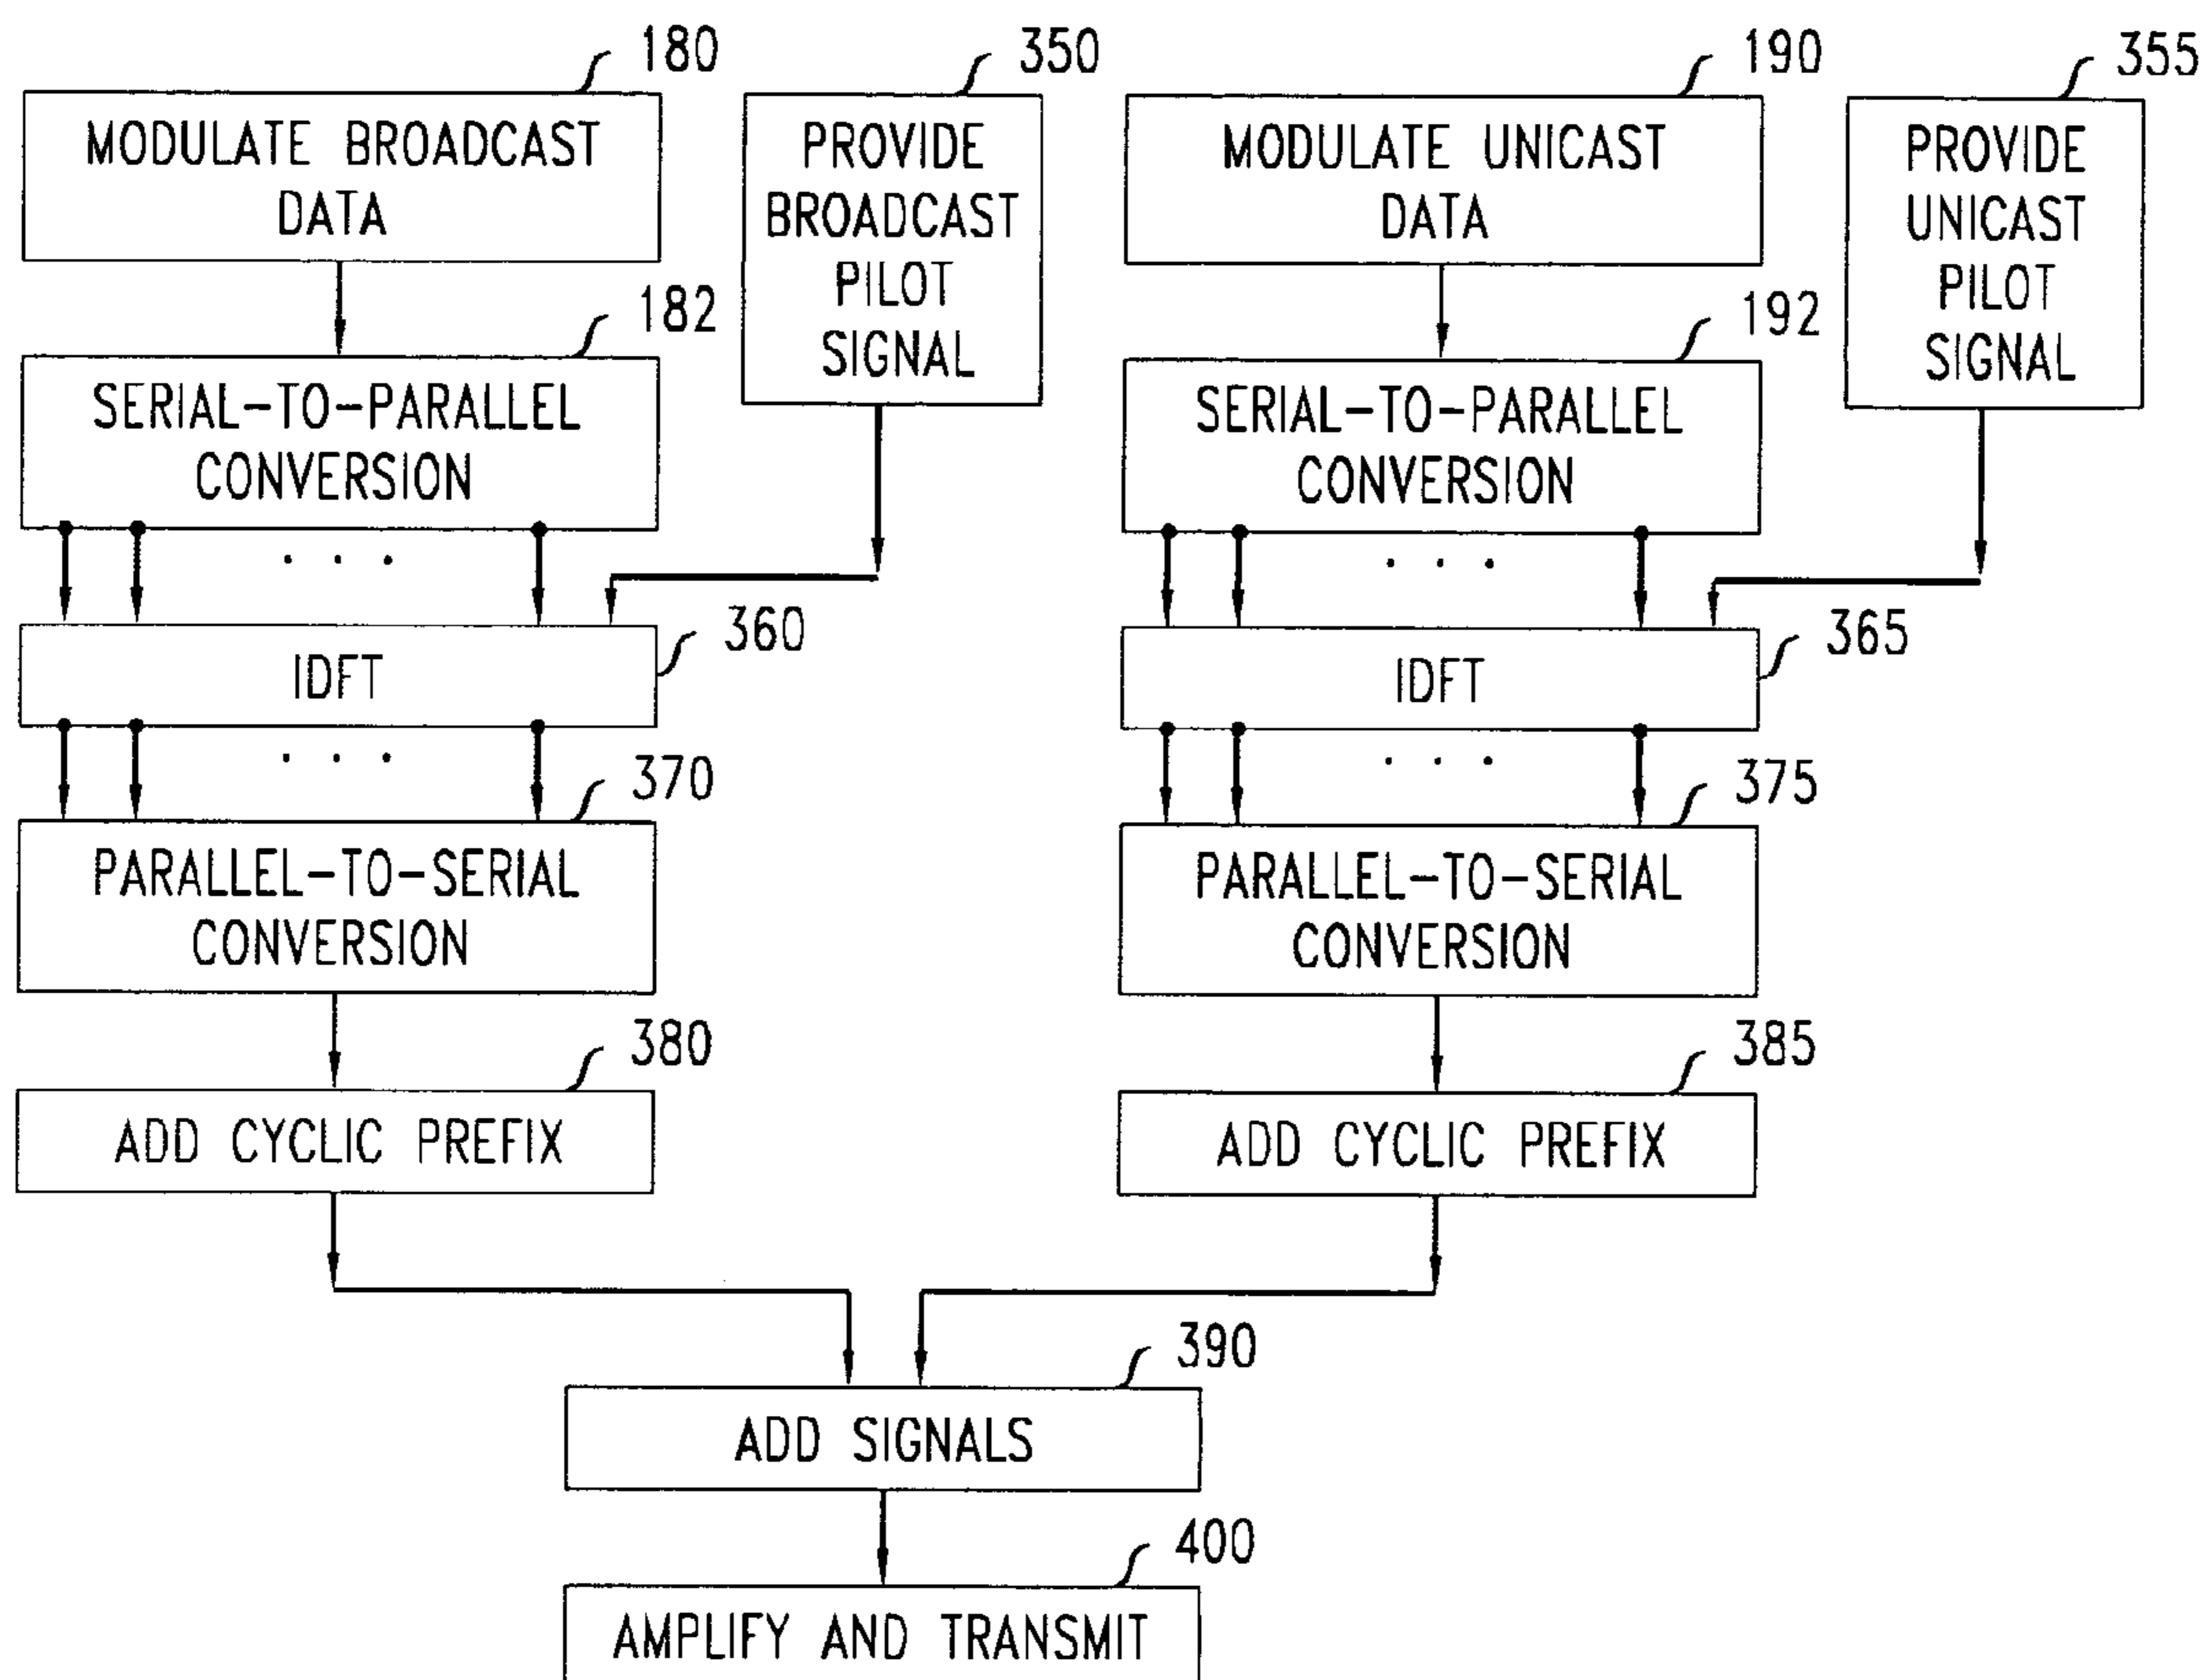 180
MODULATE BROADCAST
DATA
350
PROVIDE
BROADCAST
PILOT
SIGNAL
190
MODULATE UNICAST
DATA
355
PROVIDE
UNICAST
PILOT
SIGNAL
182
SERIAL-TO-PARALLEL
CONVERSION
192
SERIAL-TO-PARALLEL
CONVERSION
. . .
. . .
360
IDFT
365
IDFT
. . .
. . .
370
PARALLEL-TO-SERIAL
CONVERSION
375
PARALLEL-TO-SERIAL
CONVERSION
380
ADD CYCLIC PREFIX
385
ADD CYCLIC PREFIX
390
ADD SIGNALS
400
AMPLIFY AND TRANSMIT